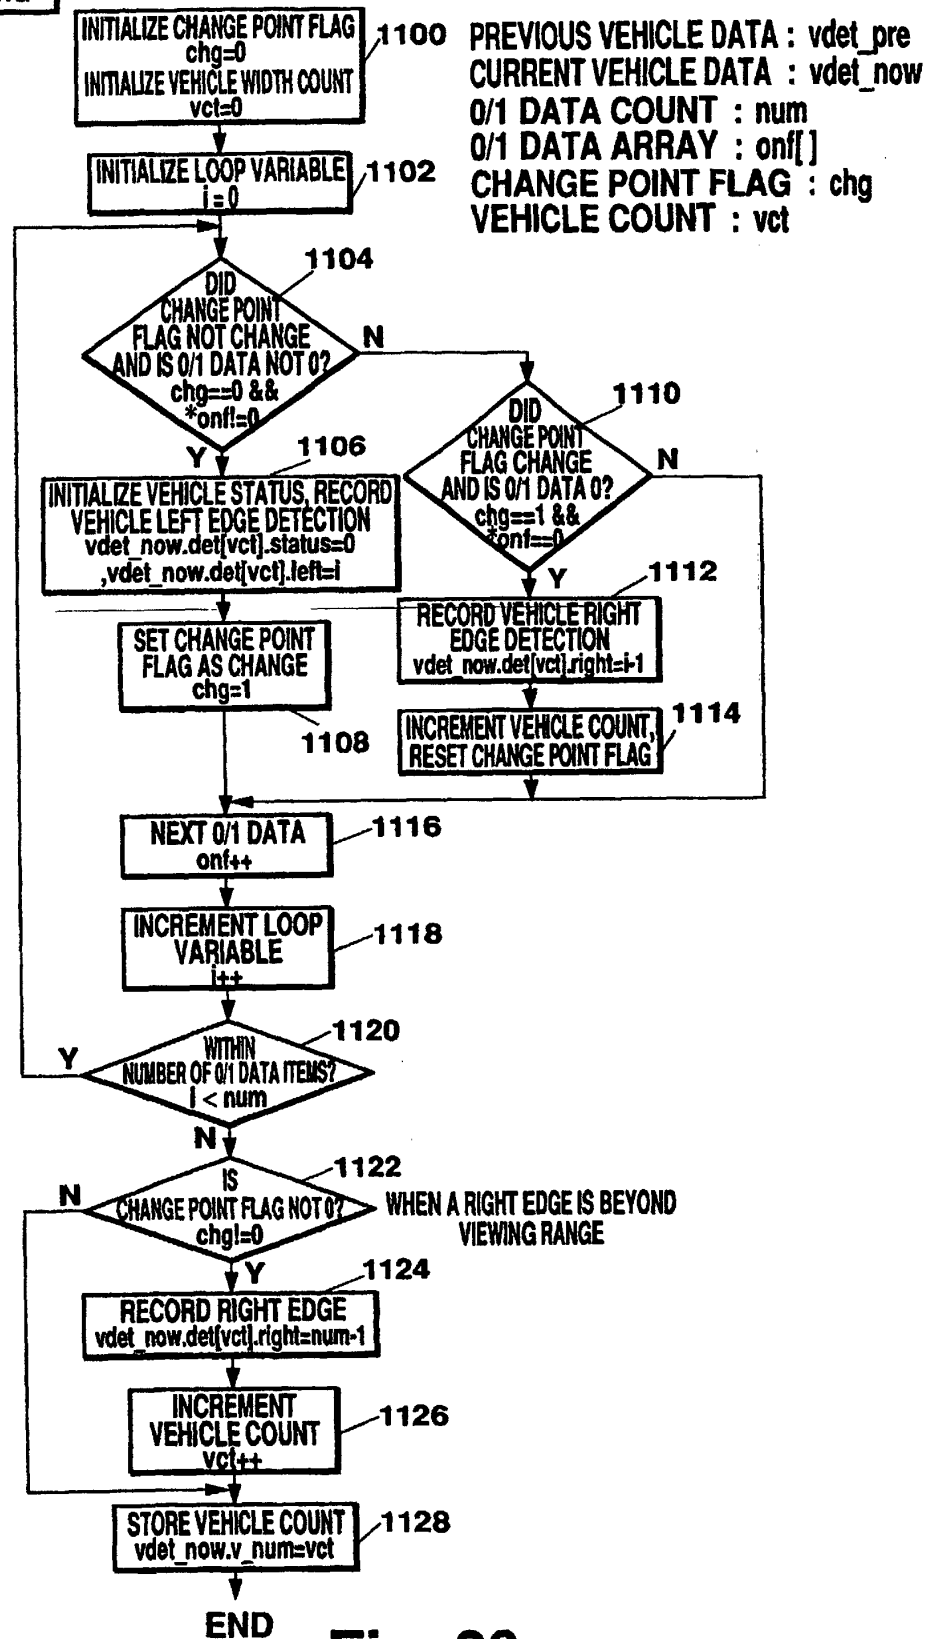 INITIALIZE CHANGE POINT FLAG
chg=0
INITIALIZE VEHICLE WIDTH COUNT
vct=0
1100
PREVIOUS VEHICLE DATA : vdet_pre
CURRENT VEHICLE DATA : vdet_now
0/1 DATA COUNT : num
0/1 DATA ARRAY : onf[]
CHANGE POINT FLAG : chg
VEHICLE COUNT : vct
INITIALIZE LOOP VARIABLE
i=0
1102
1104
DID
CHANGE POINT
FLAG NOT CHANGE
AND IS 0/1 DATA NOT 0?
chg==0 &&
*onf!=0
N
Y
1110
DID
CHANGE POINT
FLAG CHANGE
AND IS 0/1 DATA 0?
chg==1 &&
*onf==0
N
Y
1106
INITIALIZE VEHICLE STATUS, RECORD
VEHICLE LEFT EDGE DETECTION
vdet_now.det[vct].status=0
,vdet_now.det[vct].left=i
1112
RECORD VEHICLE RIGHT
EDGE DETECTION
vdet_now.det[vct].right=i-1
SET CHANGE POINT
FLAG AS CHANGE
chg=1
1108
1114
INCREMENT VEHICLE COUNT,
RESET CHANGE POINT FLAG
NEXT 0/1 DATA
onf++
1116
INCREMENT LOOP
VARIABLE
i++
1118
1120
WITHIN
NUMBER OF 0/1 DATA ITEMS?
i < num
Y
N
1122
IS
CHANGE POINT FLAG NOT 0?
chg!=0
N
Y
WHEN A RIGHT EDGE IS BEYOND
VIEWING RANGE
1124
RECORD RIGHT EDGE
vdet_now.det[vct].right=num-1
INCREMENT
VEHICLE COUNT
vct++
1126
STORE VEHICLE COUNT
vdet_now.v_num=vct
1128
END